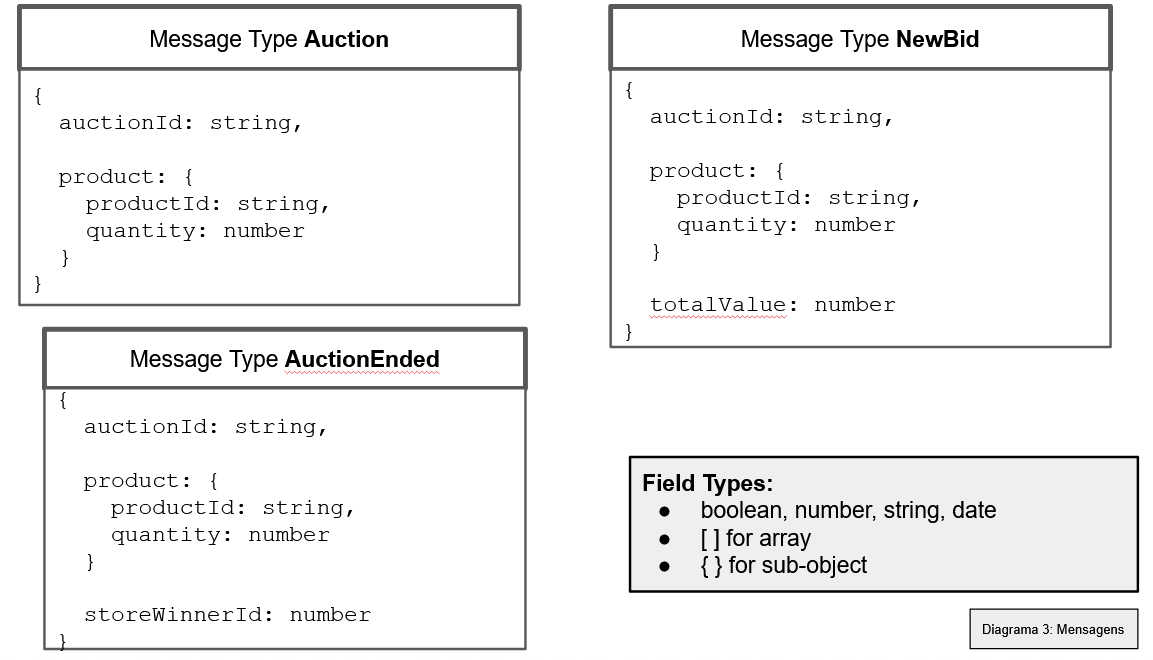 Message Type Auction
{
  auctionId: string,
  product: {
    productId: string,
    quantity: number
  }
}
Message Type NewBid
{
  auctionId: string,
  product: {
    productId: string,
    quantity: number
  }
  totalValue: number
}
Message Type AuctionEnded
{
  auctionId: string,
  product: {
    productId: string,
    quantity: number
  }
  storeWinnerId: number
}
Field Types:
● boolean, number, string, date
● [ ] for array
● { } for sub-object
Diagrama 3: Mensagens